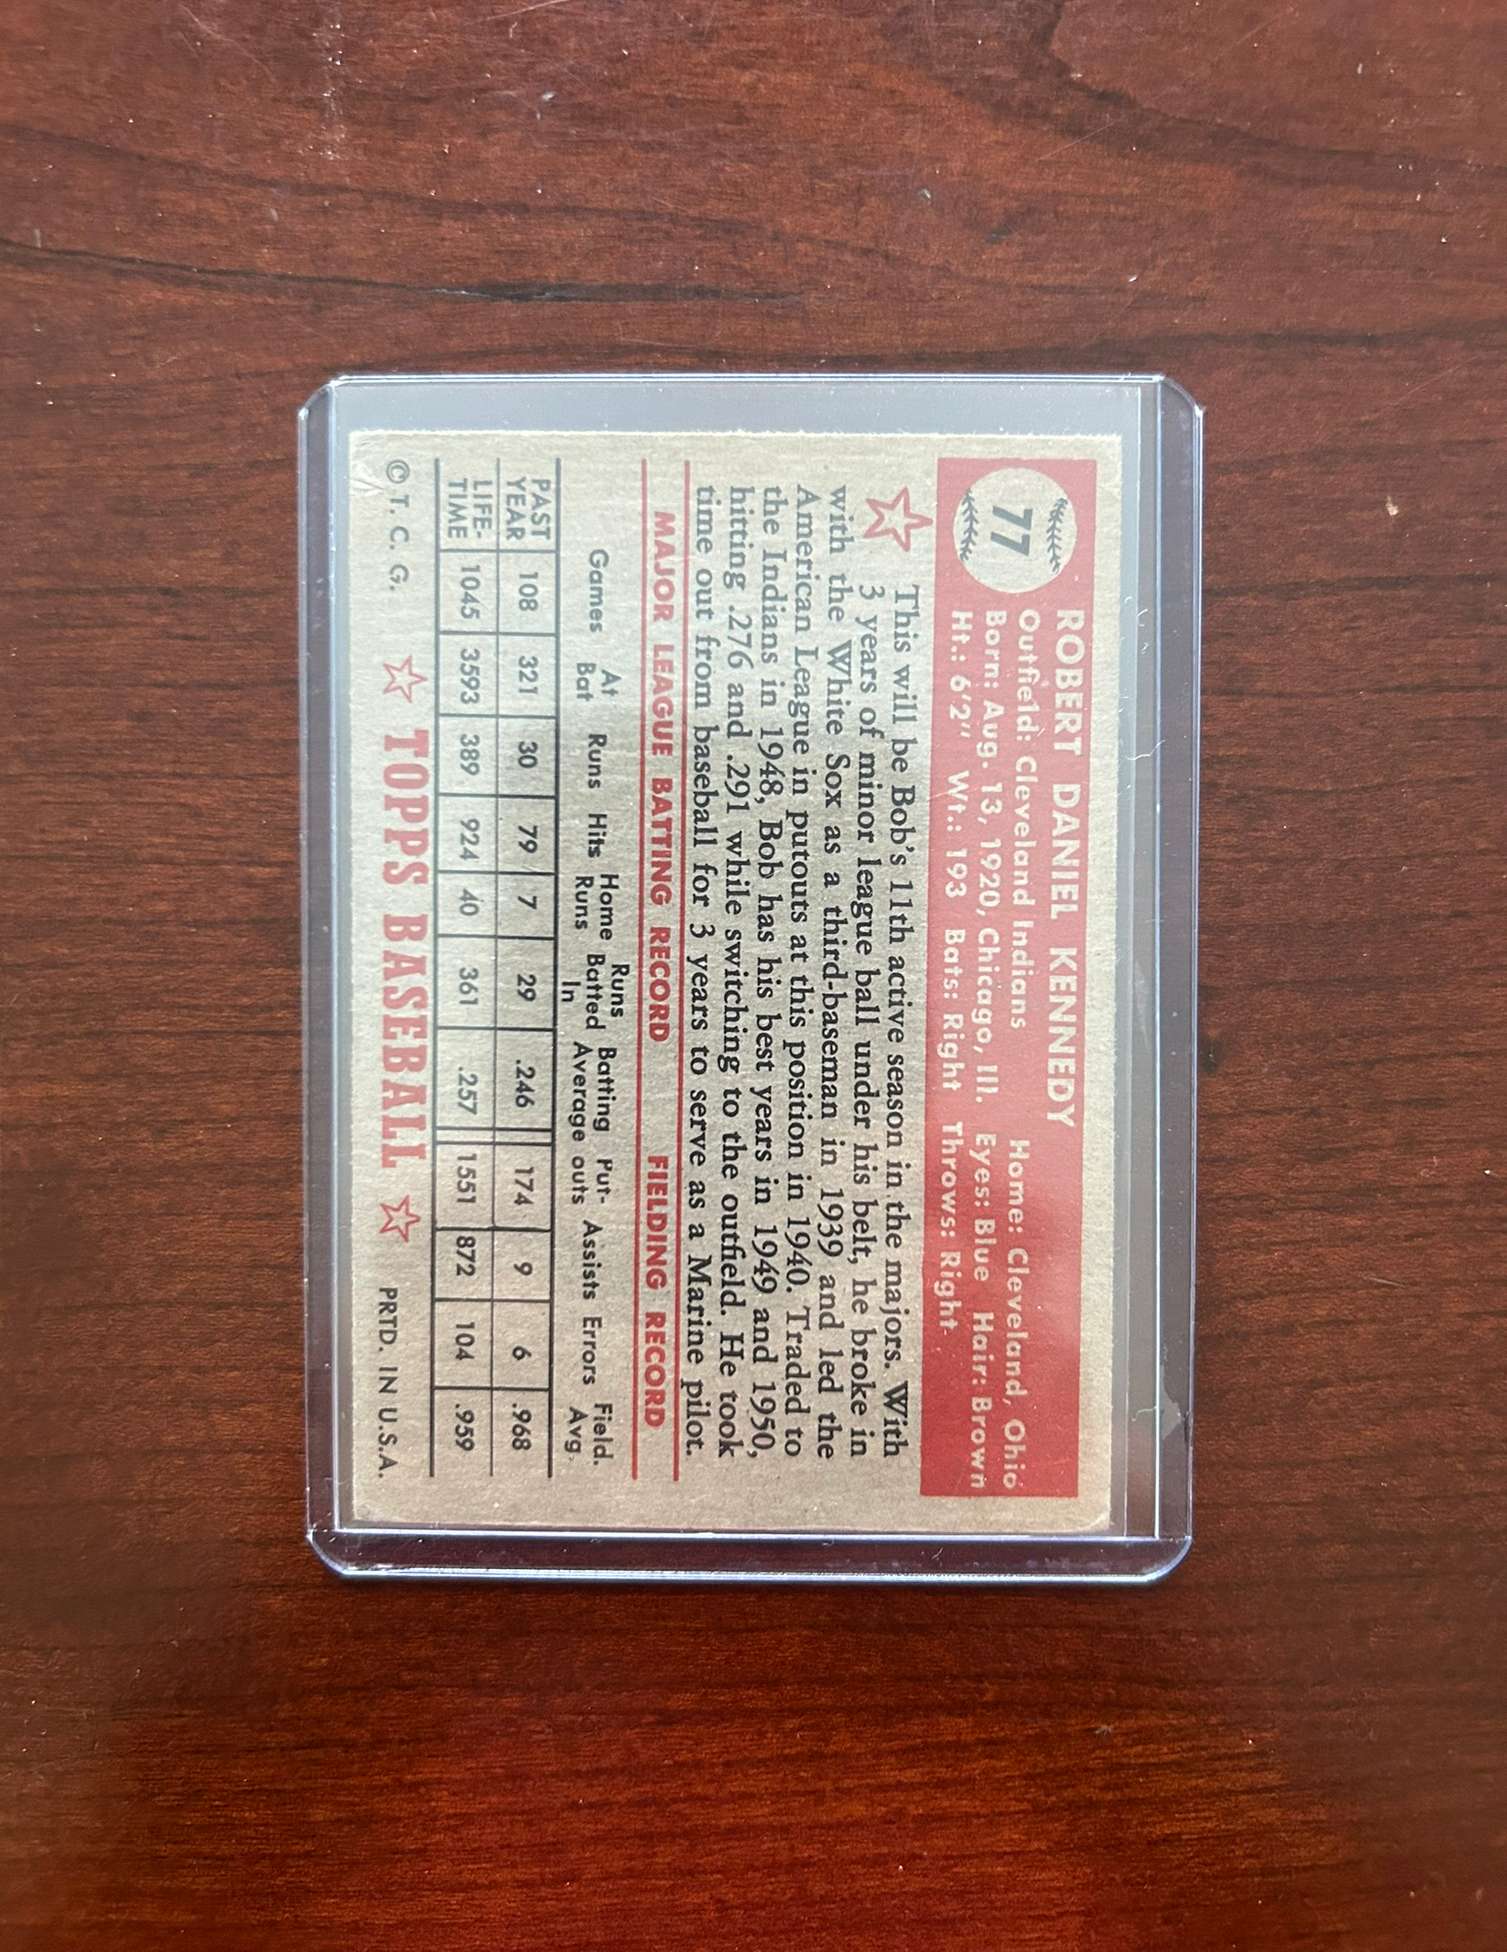 77
ROBERT DANIEL KENNEDY
Outfield: Cleveland Indians Home: Cleveland, Ohio
Born: Aug. 13, 1920, Chicago, Ill. Eyes: Blue Hair: Brown
Ht.: 6'2" Wt.: 193 Bats: Right Throws: Right
This will be Bob's 11th active season in the majors. With
3 years of minor league ball under his belt, he broke in
with the White Sox as a third-baseman in 1939 and led the
American League in putouts at this position in 1940. Traded to
the Indians in 1948, Bob has his best years in 1949 and 1950,
hitting .276 and .291 while switching to the outfield. He took
time out from baseball for 3 years to serve as a Marine pilot.
MAJOR LEAGUE BATTING RECORD FIELDING RECORD
Games At Bat Runs Hits Home Runs Runs Batted In Batting Average Put-outs Assists Errors Field. Avg.
PAST YEAR 108 321 30 79 7 29 .246 174 9 6 .968
LIFE-TIME 1045 3593 389 924 40 361 .257 1551 872 104 .959
© T. C. G. ☆ TOPPS BASEBALL ☆ PRTD. IN U.S.A.